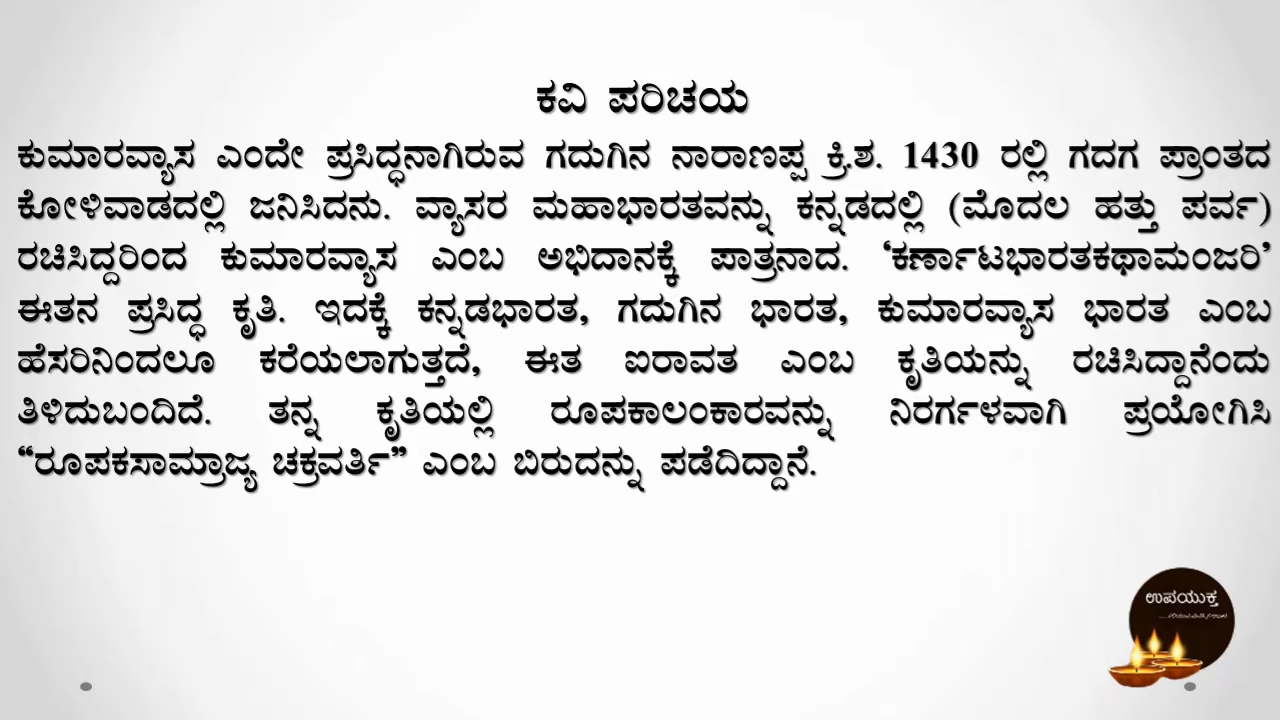 ಕವಿ ಪರಿಚಯ
ಕುಮಾರವ್ಯಾಸ ಎಂದೇ ಪ್ರಸಿದ್ಧನಾಗಿರುವ ಗದುಗಿನ ನಾರಾಣಪ್ಪ ಕ್ರಿ.ಶ. 1430 ರಲ್ಲಿ ಗದಗ ಪ್ರಾಂತದ
ಕೋಳಿವಾಡದಲ್ಲಿ ಜನಿಸಿದನು. ವ್ಯಾಸರ ಮಹಾಭಾರತವನ್ನು ಕನ್ನಡದಲ್ಲಿ (ಮೊದಲ ಹತ್ತು ಪರ್ವ)
ರಚಿಸಿದ್ದರಿಂದ ಕುಮಾರವ್ಯಾಸ ಎಂಬ ಅಭಿದಾನಕ್ಕೆ ಪಾತ್ರನಾದ. ‘ಕರ್ಣಾಟಭಾರತಕಥಾಮಂಜರಿ’
ಈತನ ಪ್ರಸಿದ್ಧ ಕೃತಿ. ಇದಕ್ಕೆ ಕನ್ನಡಭಾರತ, ಗದುಗಿನ ಭಾರತ, ಕುಮಾರವ್ಯಾಸ ಭಾರತ ಎಂಬ
ಹೆಸರಿನಿಂದಲೂ ಕರೆಯಲಾಗುತ್ತದೆ, ಈತ ಐರಾವತ ಎಂಬ ಕೃತಿಯನ್ನು ರಚಿಸಿದ್ದಾನೆಂದು
ತಿಳಿದುಬಂದಿದೆ. ತನ್ನ ಕೃತಿಯಲ್ಲಿ ರೂಪಕಾಲಂಕಾರವನ್ನು ನಿರರ್ಗಳವಾಗಿ ಪ್ರಯೋಗಿಸಿ
“ರೂಪಕಸಾಮ್ರಾಜ್ಯ ಚಕ್ರವರ್ತಿ” ಎಂಬ ಬಿರುದನ್ನು ಪಡೆದಿದ್ದಾನೆ.
ಉಪಯುಕ್ತ